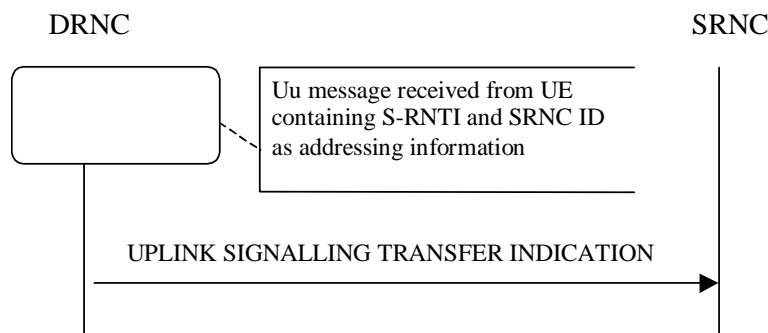 DRNC
SRNC
Uu message received from UE
containing S-RNTI and SRNC ID
as addressing information
UPLINK SIGNALLING TRANSFER INDICATION